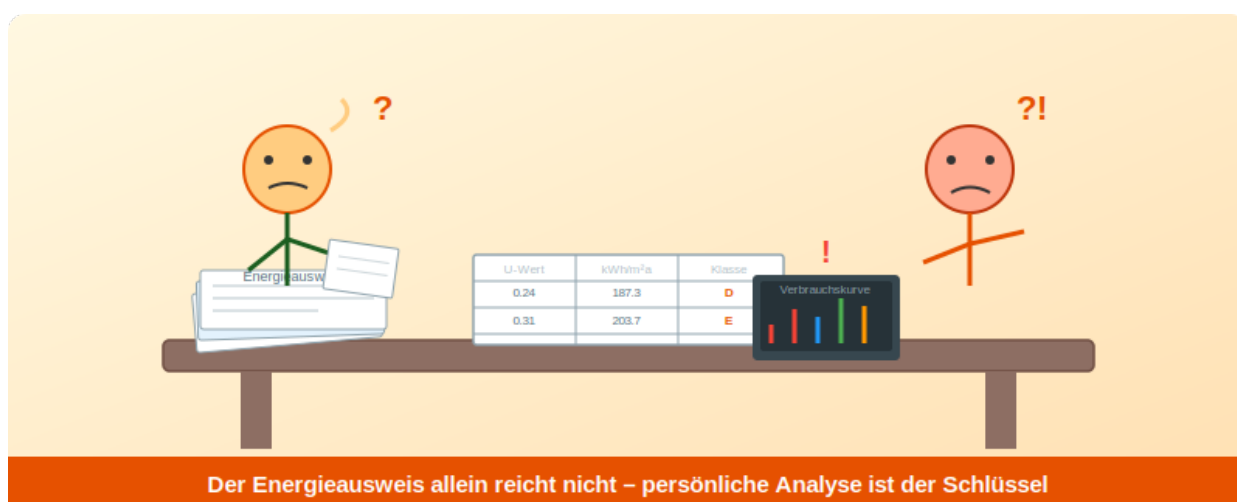 ?
?!
Energieausw
!
U-Wert kWh/m²a Klasse
0.24 187.3 D
0.31 203.7 E
Verbrauchskurve
Der Energieausweis allein reicht nicht – persönliche Analyse ist der Schlüssel